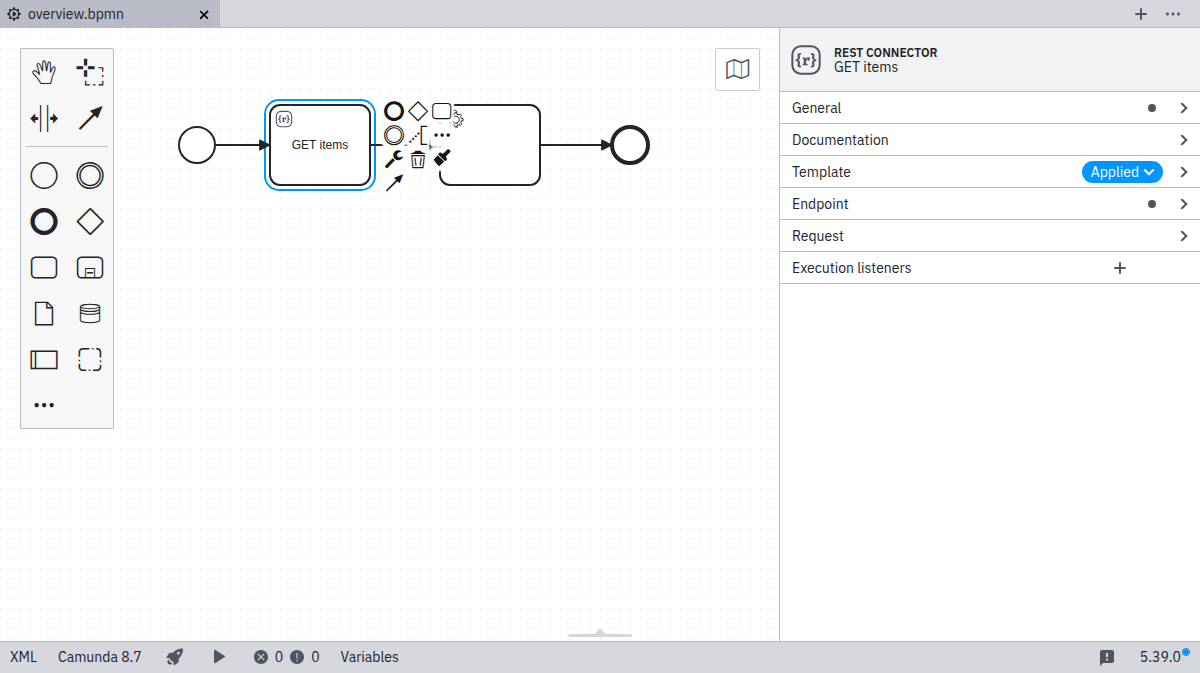 overview.bpmn
REST CONNECTOR
GET items
{r}
{r}
GET items
General
Documentation
Template
Applied
Endpoint
Request
Execution listeners
XML
Camunda 8.7
0
0
Variables
5.39.0